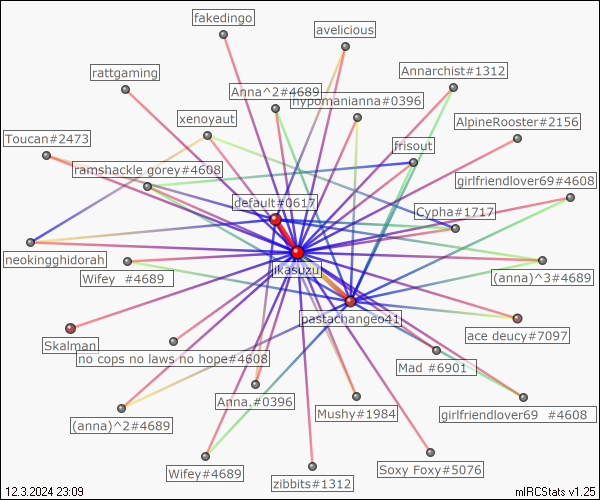 fakedingo
avelicious
rattgaming
Annarchist#1312
Anna^2#4689
hypomanianna#0396
xenoyaut
AlpineRooster#2156
Toucan#2473
frisout
ramshackle gorey#4608
girlfriendlover69#4608
default#0617
Cypha#1717
neokingghidorah
ikasuzu
Wifey #4689
(anna)^3#4689
pastachangeo41
ace deucy#7097
Skalman
no cops no laws no hope#4608
Mad #6901
Anna.#0396
Mushy#1984
girlfriendlover69 #4608
(anna)^2#4689
Wifey#4689
zibbits#1312
Soxy Foxy#5076
12.3.2024 23:09
mIRCStats v1.25